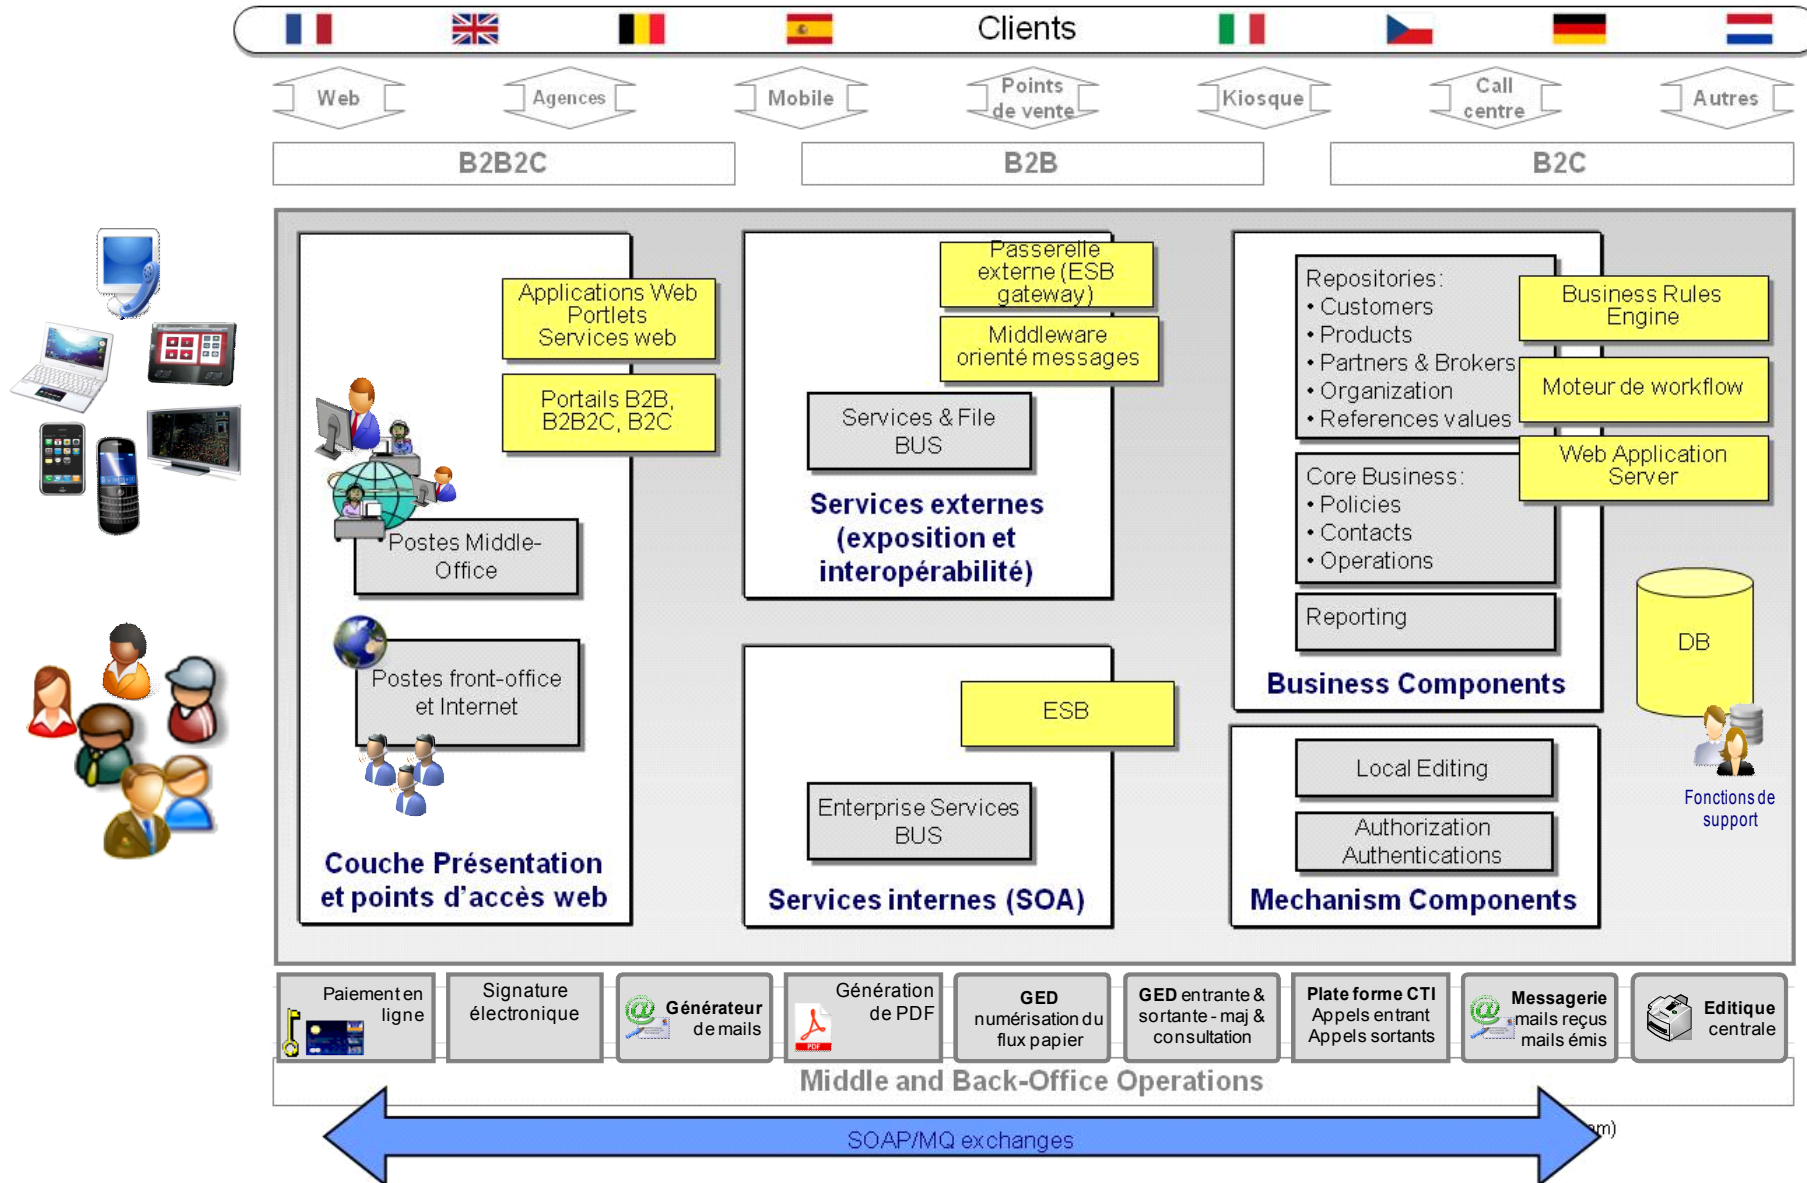 Clients
Web
Agences
Mobile
Points
de vente
Kiosque
Call
centre
Autres
B2B2C
B2B
B2C
Applications Web
Portlets
Services web
Portails B2B,
B2B2C, B2C
Postes Middle-
Office
Postes front-office
et Internet
Couche Présentation
et points d'accès web
Passerelle
externe (ESB
gateway)
Middleware
orienté messages
Services & File
BUS
Services externes
(exposition et
interopérabilité)
ESB
Enterprise Services
BUS
Services internes (SOA)
Repositories:
• Customers
• Products
• Partners & Brokers
• Organization
• References values
Business Rules
Engine
Moteur de workflow
Web Application
Server
Core Business:
• Policies
• Contacts
• Operations
Reporting
Business Components
DB
Fonctions de
support
Local Editing
Authorization
Authentications
Mechanism Components
Paiement en
ligne
Signature
électronique
Générateur
de mails
Génération
de PDF
PDF
GED
numérisation du
flux papier
GED entrante &
sortante - maj &
consultation
Plate forme CTI
Appels entrant
Appels sortants
Messagerie
mails reçus
mails émis
Editique
centrale
Middle and Back-Office Operations
SOAP/MQ exchanges